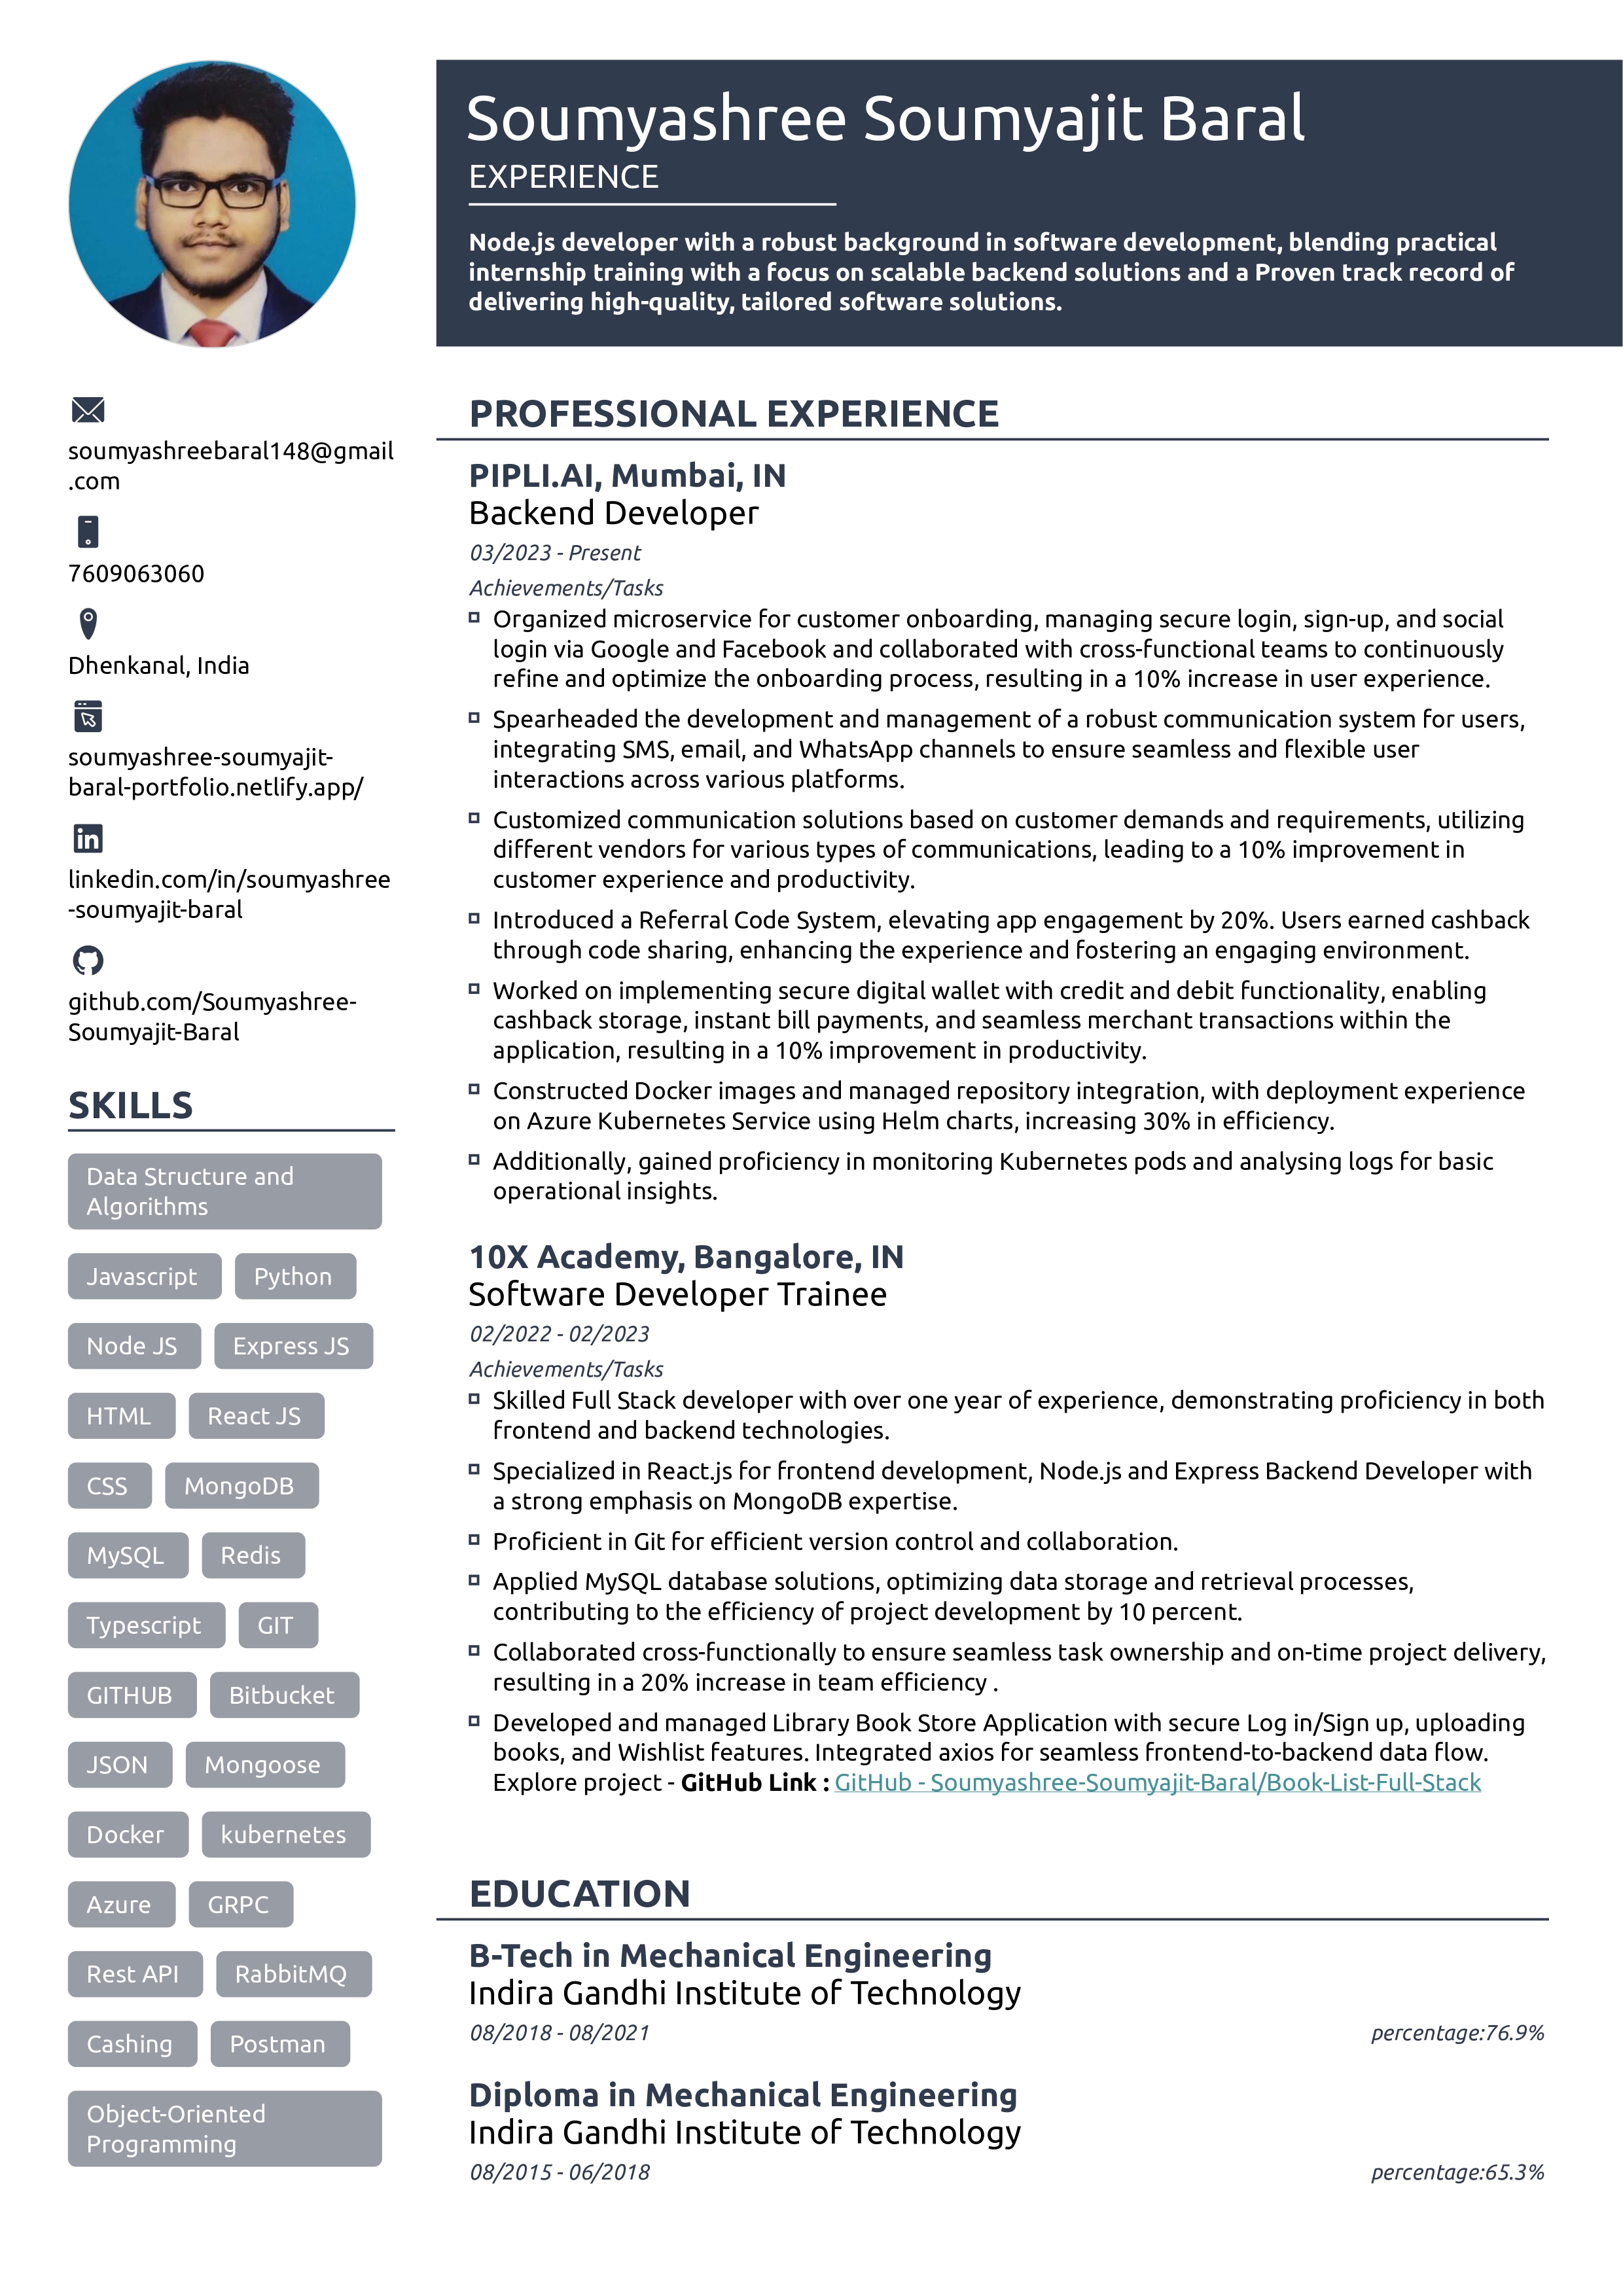 Soumyashree Soumyajit Baral
EXPERIENCE
Node.js developer with a robust background in software development, blending practical
internship training with a focus on scalable backend solutions and a Proven track record of
delivering high-quality, tailored software solutions.
soumyashreebaral148@gmail
.com
7609063060
Dhenkanal, India
soumyashree-soumyajit-
baral-portfolio.netlify.app/
in
linkedin.com/in/soumyashree
-soumyajit-baral
github.com/Soumyashree-
Soumyajit-Baral
SKILLS
Data Structure and
Algorithms
Javascript Python
Node JS Express JS
HTML React JS
CSS MongoDB
MySQL Redis
Typescript GIT
GITHUB Bitbucket
JSON Mongoose
Docker kubernetes
Azure GRPC
Rest API RabbitMQ
Cashing Postman
Object-Oriented
Programming
PROFESSIONAL EXPERIENCE
PIPLI.AI, Mumbai, IN
Backend Developer
03/2023 - Present
Achievements/Tasks
Organized microservice for customer onboarding, managing secure login, sign-up, and social
login via Google and Facebook and collaborated with cross-functional teams to continuously
refine and optimize the onboarding process, resulting in a 10% increase in user experience.
Spearheaded the development and management of a robust communication system for users,
integrating SMS, email, and WhatsApp channels to ensure seamless and flexible user
interactions across various platforms.
Customized communication solutions based on customer demands and requirements, utilizing
different vendors for various types of communications, leading to a 10% improvement in
customer experience and productivity.
Introduced a Referral Code System, elevating app engagement by 20%. Users earned cashback
through code sharing, enhancing the experience and fostering an engaging environment.
Worked on implementing secure digital wallet with credit and debit functionality, enabling
cashback storage, instant bill payments, and seamless merchant transactions within the
application, resulting in a 10% improvement in productivity.
Constructed Docker images and managed repository integration, with deployment experience
on Azure Kubernetes Service using Helm charts, increasing 30% in efficiency.
Additionally, gained proficiency in monitoring Kubernetes pods and analysing logs for basic
operational insights.
10X Academy, Bangalore, IN
Software Developer Trainee
02/2022 - 02/2023
Achievements/Tasks
Skilled Full Stack developer with over one year of experience, demonstrating proficiency in both
frontend and backend technologies.
Specialized in React.js for frontend development, Node.js and Express Backend Developer with
a strong emphasis on MongoDB expertise.
Proficient in Git for efficient version control and collaboration.
Applied MySQL database solutions, optimizing data storage and retrieval processes,
contributing to the efficiency of project development by 10 percent.
Collaborated cross-functionally to ensure seamless task ownership and on-time project delivery,
resulting in a 20% increase in team efficiency .
Developed and managed Library Book Store Application with secure Log in/Sign up, uploading
books, and Wishlist features. Integrated axios for seamless frontend-to-backend data flow.
Explore project - GitHub Link : GitHub - Soumyashree-Soumyajit-Baral/Book-List-Full-Stack
EDUCATION
B-Tech in Mechanical Engineering
Indira Gandhi Institute of Technology
08/2018 - 08/2021 percentage:76.9%
Diploma in Mechanical Engineering
Indira Gandhi Institute of Technology
08/2015 - 06/2018 percentage:65.3%